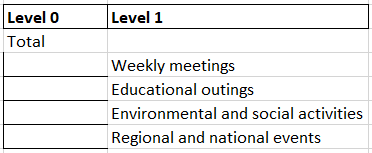 Level 0 Level 1
Total
Weekly meetings
Educational outings
Environmental and social activities
Regional and national events